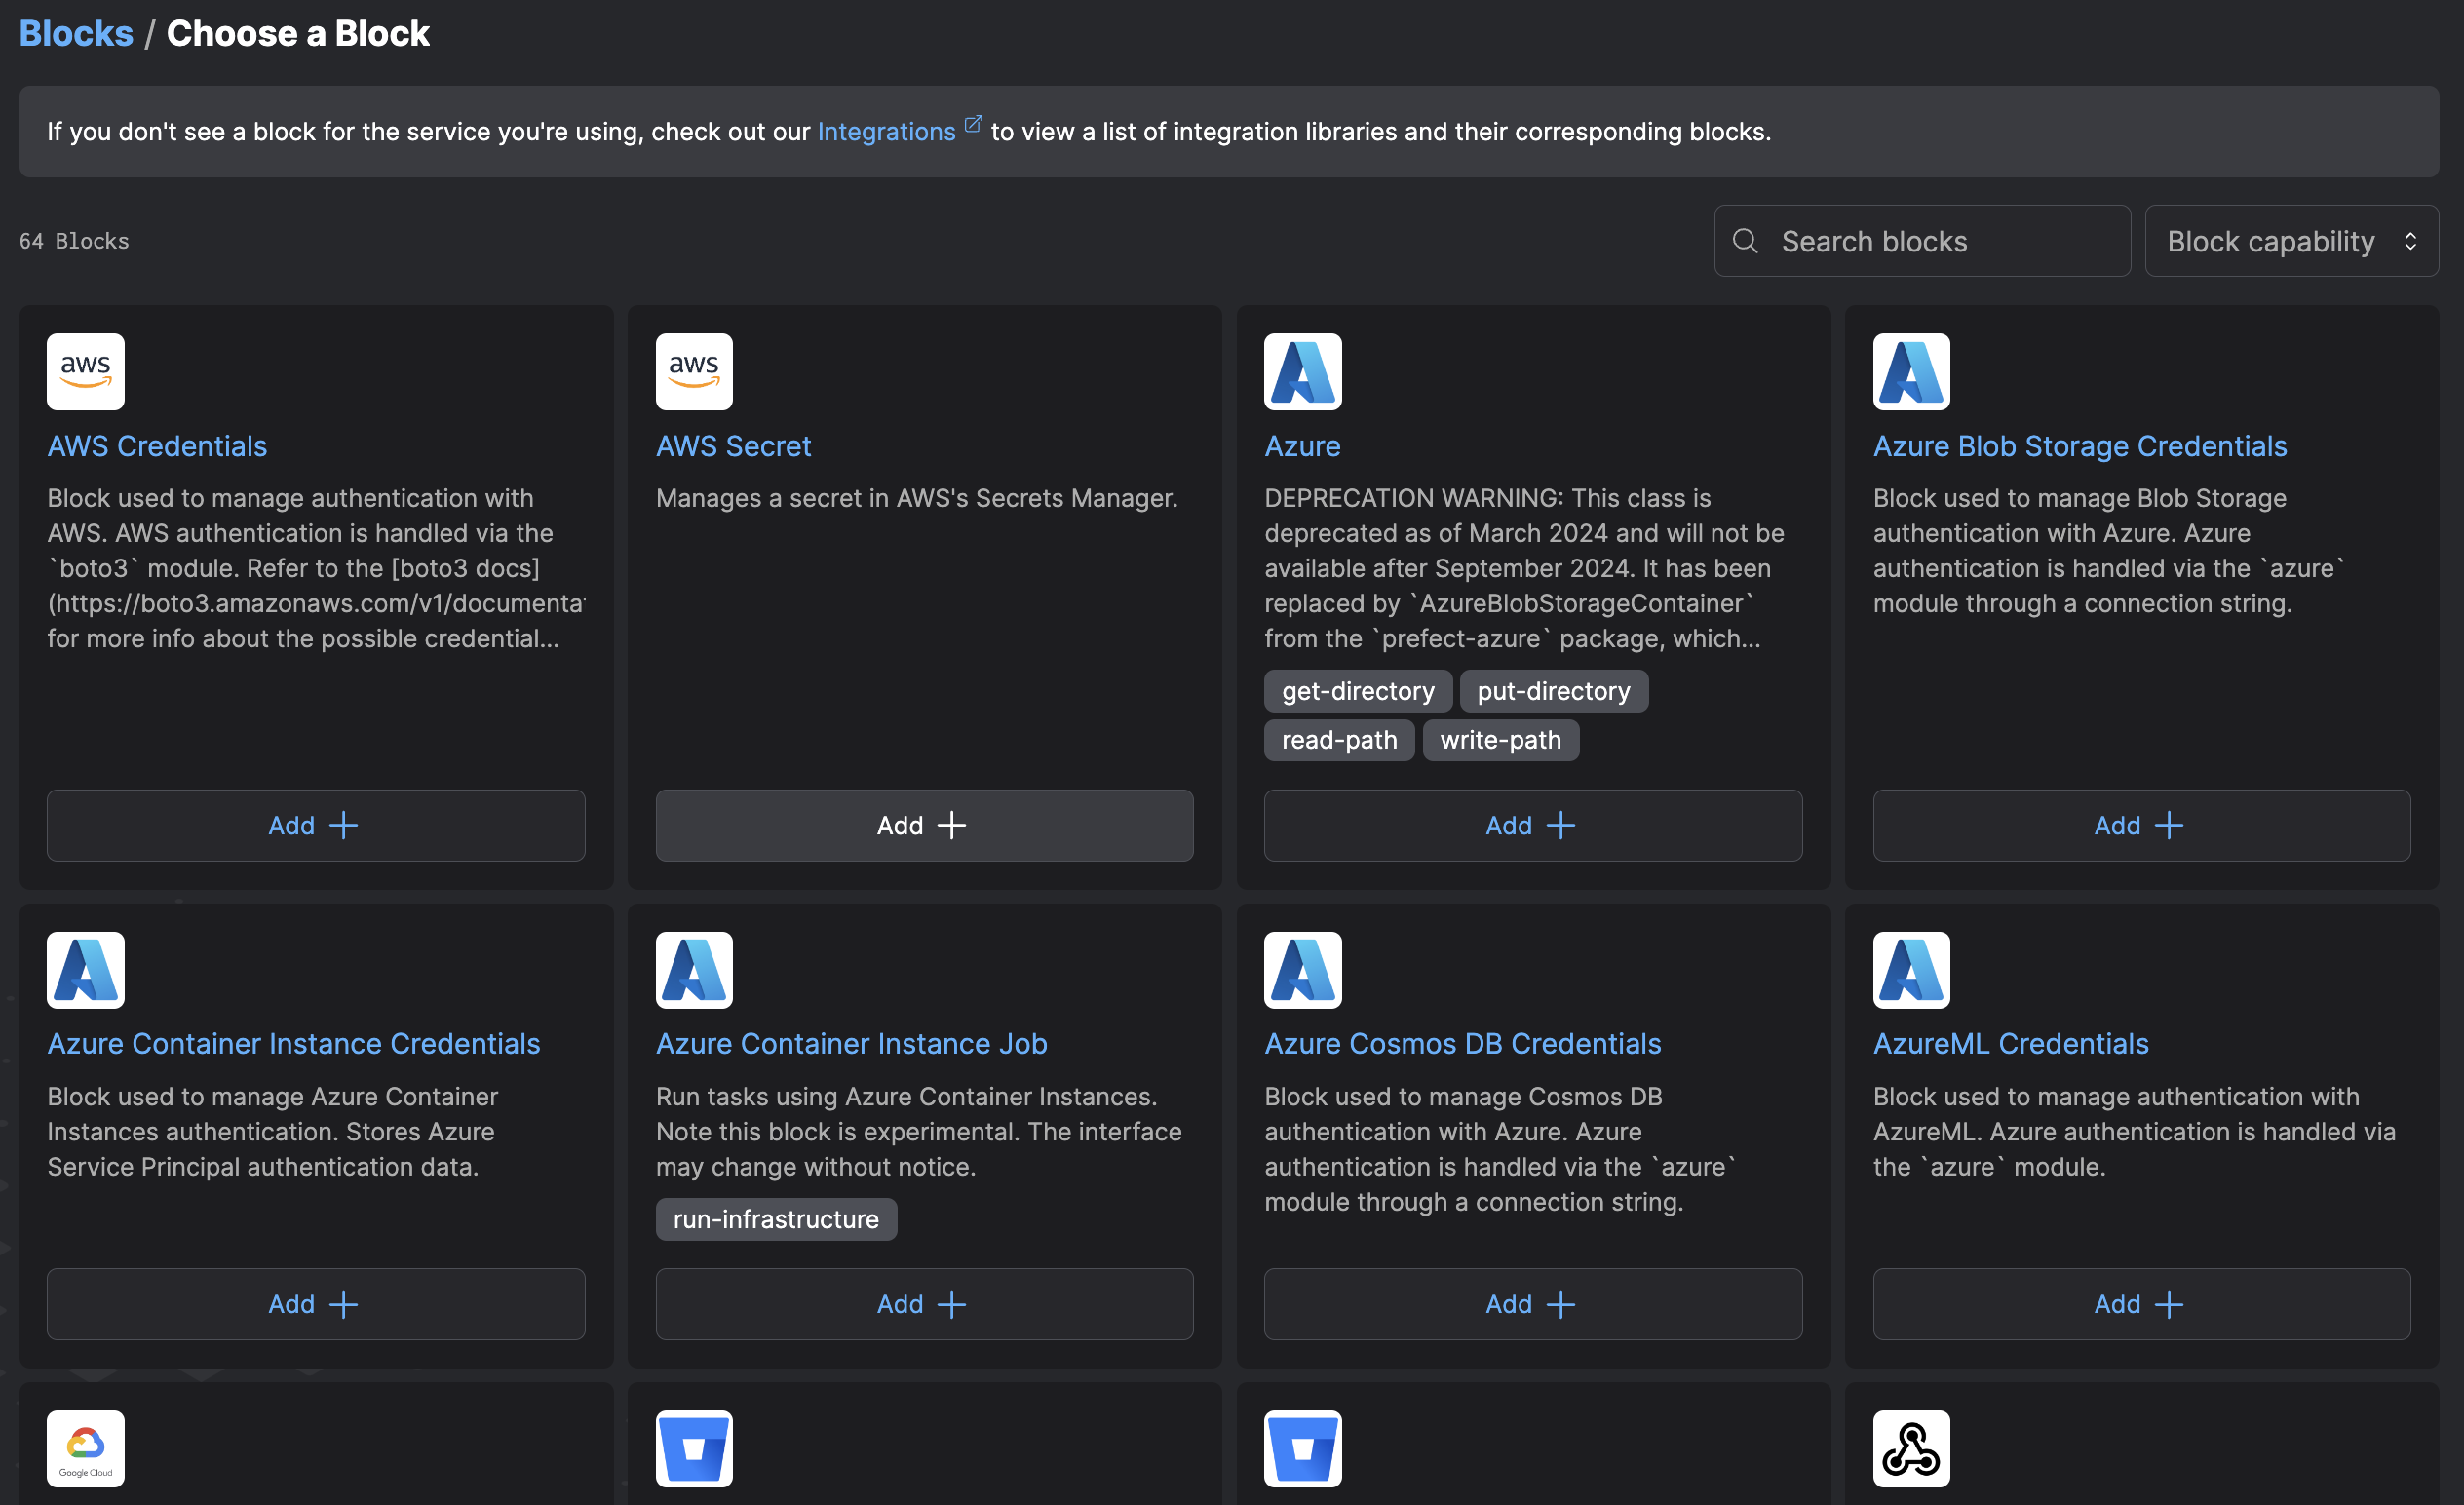 Blocks / Choose a Block
If you don't see a block for the service you're using, check out our Integrations to view a list of integration libraries and their corresponding blocks.
64 Blocks
Search blocks
Block capability
aws
AWS Credentials
Block used to manage authentication with
AWS. AWS authentication is handled via the
`boto3` module. Refer to the [boto3 docs]
(https://boto3.amazonaws.com/v1/documenta
for more info about the possible credential...
Add
aws
AWS Secret
Manages a secret in AWS's Secrets Manager.
Add
Azure
DEPRECATION WARNING: This class is
deprecated as of March 2024 and will not be
available after September 2024. It has been
replaced by `AzureBlobStorageContainer`
from the `prefect-azure` package, which...
get-directory put-directory
read-path write-path
Add
Azure Blob Storage Credentials
Block used to manage Blob Storage
authentication with Azure. Azure
authentication is handled via the `azure`
module through a connection string.
Add
Azure Container Instance Credentials
Block used to manage Azure Container
Instances authentication. Stores Azure
Service Principal authentication data.
Add
Azure Container Instance Job
Run tasks using Azure Container Instances.
Note this block is experimental. The interface
may change without notice.
run-infrastructure
Add
Azure Cosmos DB Credentials
Block used to manage Cosmos DB
authentication with Azure. Azure
authentication is handled via the `azure`
module through a connection string.
Add
AzureML Credentials
Block used to manage authentication with
AzureML. Azure authentication is handled via
the `azure` module.
Add
Google Cloud